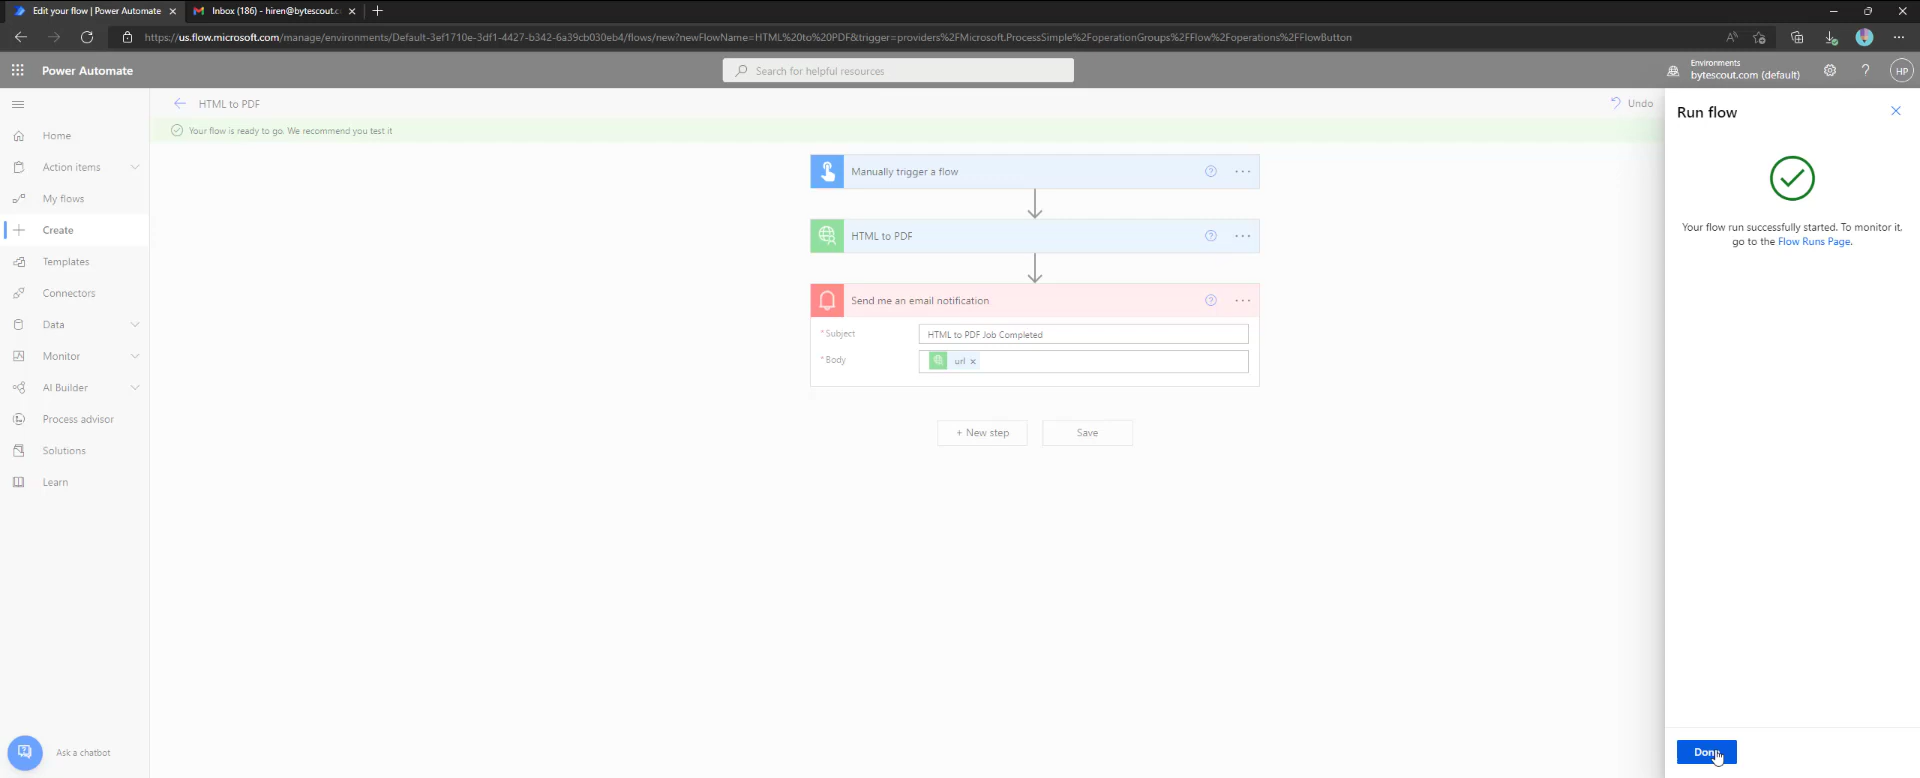 Edit your flow | Power Automate
Inbox (186) - hiren@bytescout.c
https://us.flow.microsoft.com/manage/environments/Default-3ef1710e-3df1-4427-b342-6a39cb030eb4/flows/new?newFlowName=HTML%20to%20PDF&trigger=providers%2FMicrosoft.ProcessSimple%2FoperationGroups%2FFlow%2Foperations%2FFlowButton
Power Automate
Search for helpful resources
Environments
bytescout.com (default)
HP
HTML to PDF
Undo
Your flow is ready to go. We recommend you test it
Home
Action items
My flows
Create
Templates
Connectors
Data
Monitor
AI Builder
Process advisor
Solutions
Learn
Ask a chatbot
Manually trigger a flow
HTML to PDF
Send me an email notification
*Subject
HTML to PDF Job Completed
*Body
url
+ New step
Save
Run flow
Your flow run successfully started. To monitor it,
go to the Flow Runs Page.
Done